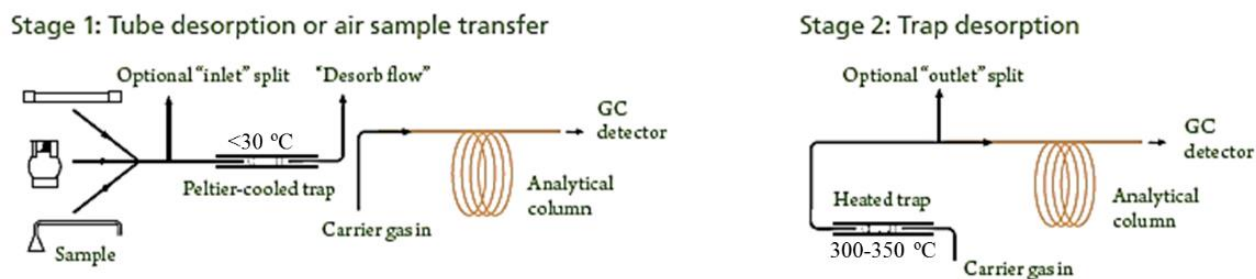 Stage 1: Tube desorption or air sample transfer
Optional “inlet” split
“Desorb flow”
<30 ºC
Peltier-cooled trap
Sample
Carrier gas in
Analytical
column
GC
detector
Stage 2: Trap desorption
Optional “outlet” split
Heated trap
300-350 ºC
Carrier gas in
Analytical
column
GC
detector